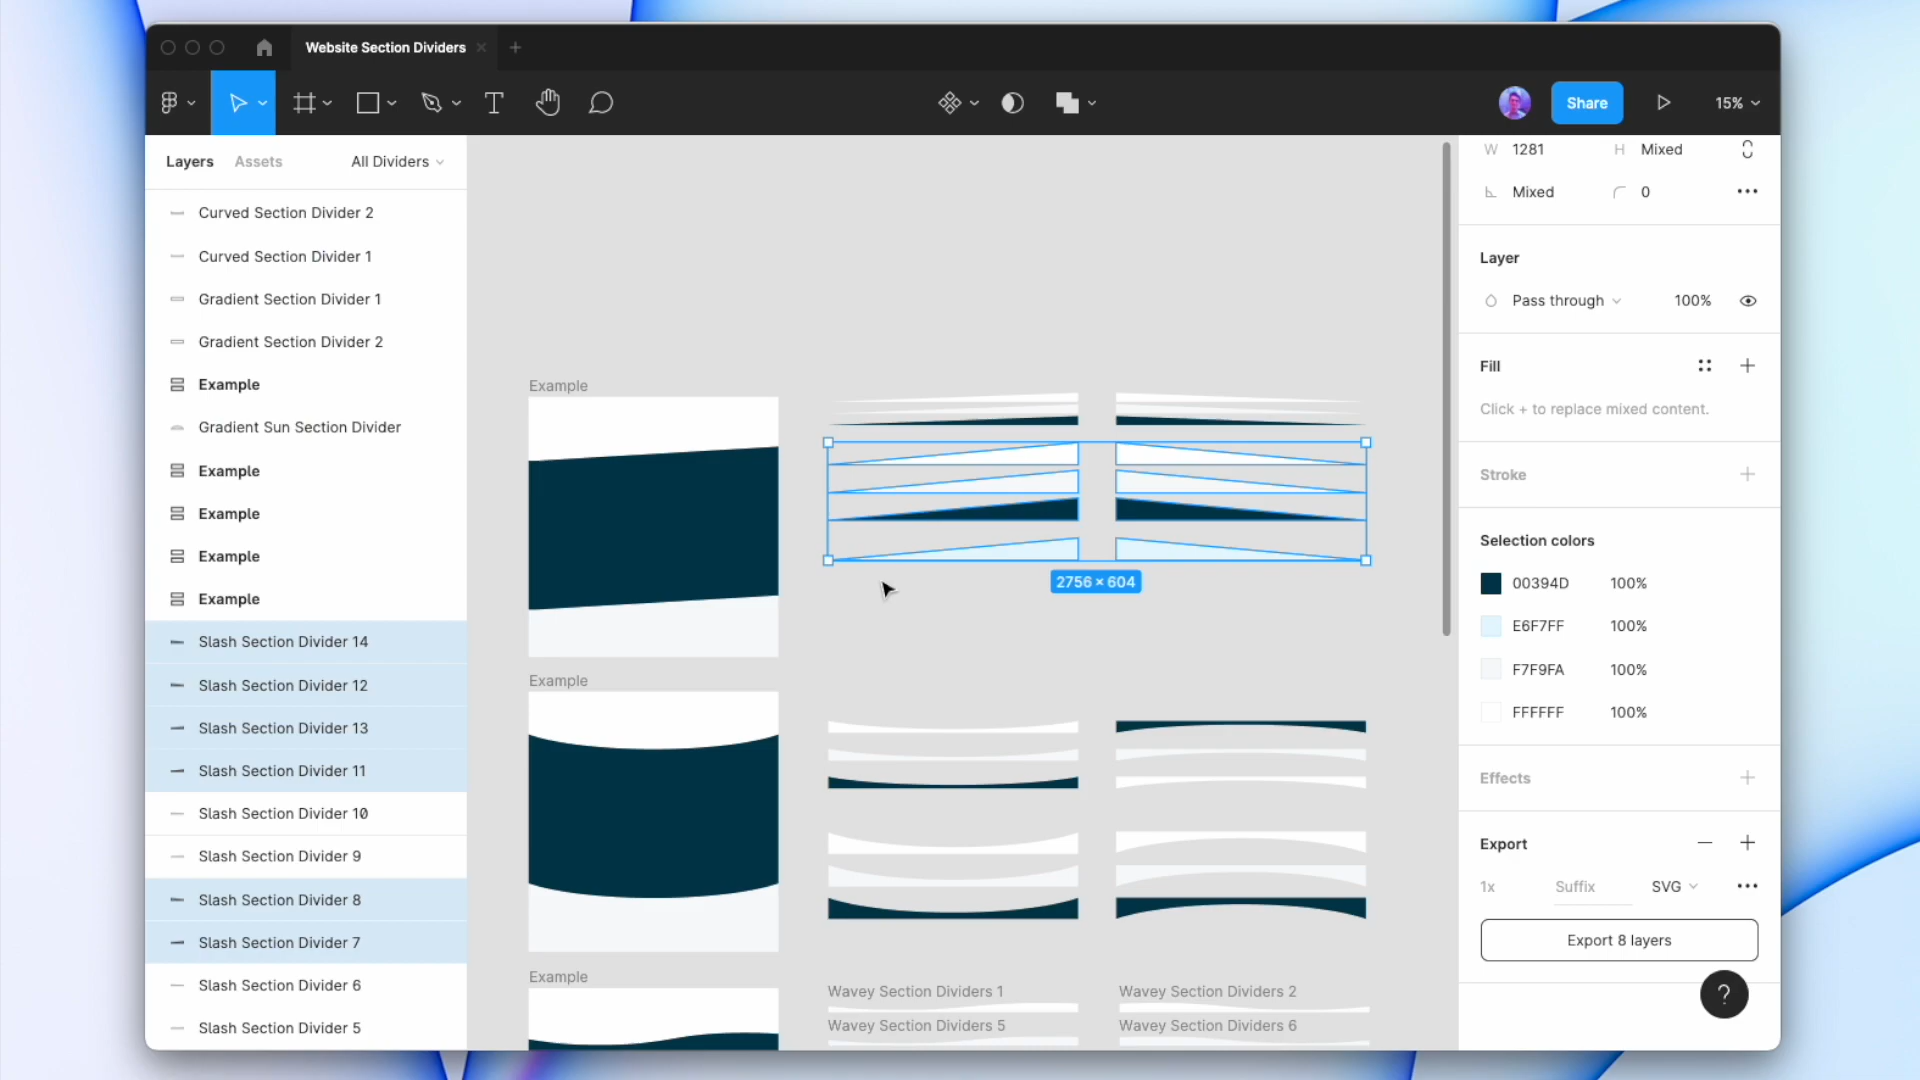 Website Section Dividers
Share
15%
Layers
Assets
All Dividers
Curved Section Divider 2
Curved Section Divider 1
Gradient Section Divider 1
Gradient Section Divider 2
Example
Gradient Sun Section Divider
Example
Example
Example
Example
Slash Section Divider 14
Slash Section Divider 12
Slash Section Divider 13
Slash Section Divider 11
Slash Section Divider 10
Slash Section Divider 9
Slash Section Divider 8
Slash Section Divider 7
Slash Section Divider 6
Slash Section Divider 5
Example
2756 × 604
Example
Example
Wavey Section Dividers 1
Wavey Section Dividers 2
Wavey Section Dividers 5
Wavey Section Dividers 6
W 1281 H Mixed
Mixed 0
Layer
Pass through 100%
Fill
Click + to replace mixed content.
Stroke
Selection colors
00394D 100%
E6F7FF 100%
F7F9FA 100%
FFFFFF 100%
Effects
Export
1x Suffix SVG
Export 8 layers
?